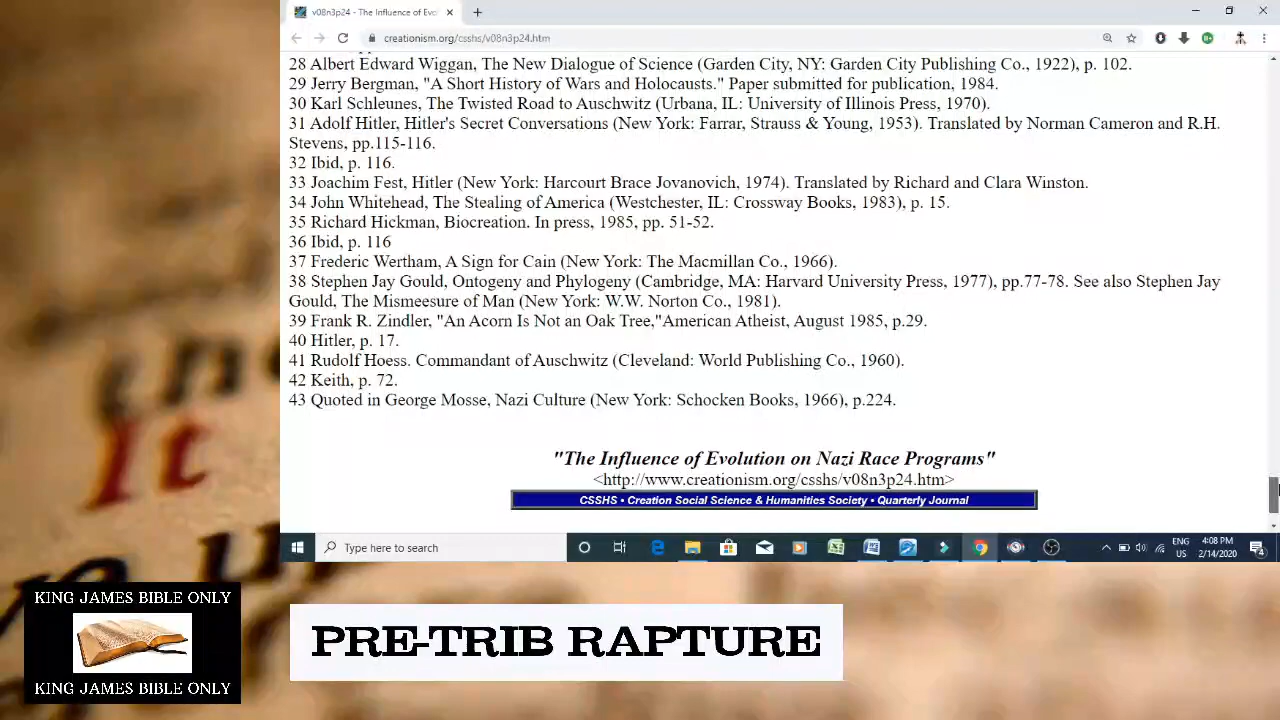 v08n3p24 - The Influence of Evol
creationism.org/csshs/v08n3p24.htm
28 Albert Edward Wiggan, The New Dialogue of Science (Garden City, NY: Garden City Publishing Co., 1922), p. 102.
29 Jerry Bergman, "A Short History of Wars and Holocausts." Paper submitted for publication, 1984.
30 Karl Schleunes, The Twisted Road to Auschwitz (Urbana, IL: University of Illinois Press, 1970).
31 Adolf Hitler, Hitler's Secret Conversations (New York: Farrar, Strauss & Young, 1953). Translated by Norman Cameron and R.H.
Stevens, pp.115-116.
32 Ibid, p. 116.
33 Joachim Fest, Hitler (New York: Harcourt Brace Jovanovich, 1974). Translated by Richard and Clara Winston.
34 John Whitehead, The Stealing of America (Westchester, IL: Crossway Books, 1983), p. 15.
35 Richard Hickman, Biocreation. In press, 1985, pp. 51-52.
36 Ibid, p. 116
37 Frederic Wertham, A Sign for Cain (New York: The Macmillan Co., 1966).
38 Stephen Jay Gould, Ontogeny and Phylogeny (Cambridge, MA: Harvard University Press, 1977), pp.77-78. See also Stephen Jay
Gould, The Mismeesure of Man (New York: W.W. Norton Co., 1981).
39 Frank R. Zindler, "An Acorn Is Not an Oak Tree,"American Atheist, August 1985, p.29.
40 Hitler, p. 17.
41 Rudolf Hoess. Commandant of Auschwitz (Cleveland: World Publishing Co., 1960).
42 Keith, p. 72.
43 Quoted in George Mosse, Nazi Culture (New York: Schocken Books, 1966), p.224.
"The Influence of Evolution on Nazi Race Programs"
<http://www.creationism.org/csshs/v08n3p24.htm>
CSSHS • Creation Social Science & Humanities Society • Quarterly Journal
Type here to search
ENG
US
4:08 PM
2/14/2020
4
It
KING JAMES BIBLE ONLY
KING JAMES BIBLE ONLY
PRE-TRIB RAPTURE